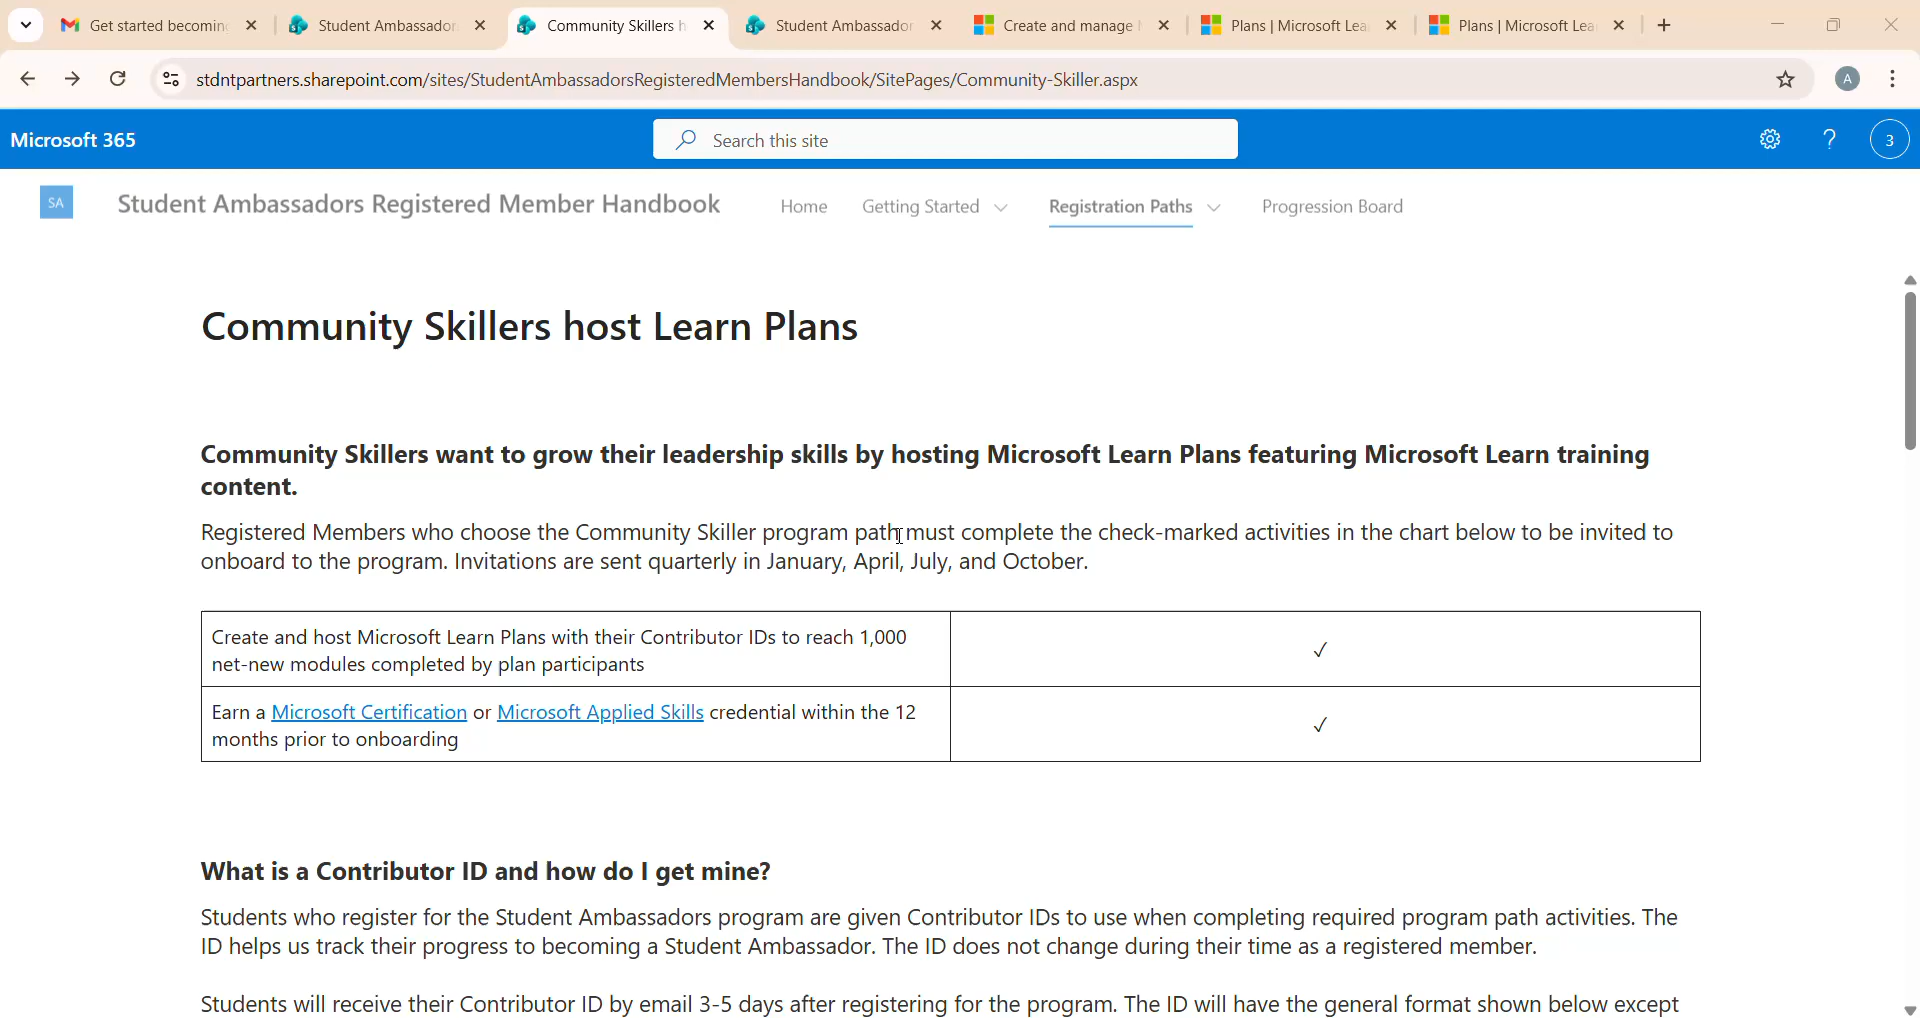 Get started becoming
Student Ambassador
Community Skillers h
Student Ambassador
Create and manage
Plans | Microsoft Lea
Plans | Microsoft Lea
stdntpartners.sharepoint.com/sites/StudentAmbassadorsRegisteredMembersHandbook/SitePages/Community-Skiller.aspx
A
Microsoft 365
Search this site
3
SA
Student Ambassadors Registered Member Handbook
Home
Getting Started
Registration Paths
Progression Board
Community Skillers host Learn Plans
Community Skillers want to grow their leadership skills by hosting Microsoft Learn Plans featuring Microsoft Learn training
content.
Registered Members who choose the Community Skiller program path must complete the check-marked activities in the chart below to be invited to
onboard to the program. Invitations are sent quarterly in January, April, July, and October.
Create and host Microsoft Learn Plans with their Contributor IDs to reach 1,000
net-new modules completed by plan participants
✓
Earn a Microsoft Certification or Microsoft Applied Skills credential within the 12
months prior to onboarding
✓
What is a Contributor ID and how do I get mine?
Students who register for the Student Ambassadors program are given Contributor IDs to use when completing required program path activities. The
ID helps us track their progress to becoming a Student Ambassador. The ID does not change during their time as a registered member.
Students will receive their Contributor ID by email 3-5 days after registering for the program. The ID will have the general format shown below except